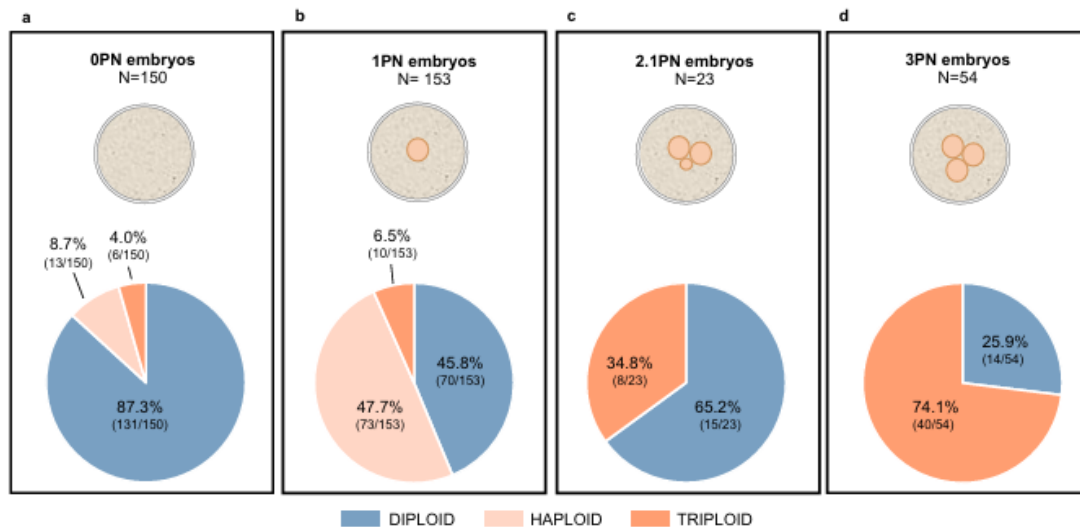 a
0PN embryos
N=150
8.7%
(13/150)
4.0%
(6/150)
87.3%
(131/150)
b
1PN embryos
N= 153
6.5%
(10/153)
45.8%
(70/153)
47.7%
(73/153)
c
2.1PN embryos
N=23
34.8%
(8/23)
65.2%
(15/23)
d
3PN embryos
N=54
25.9%
(14/54)
74.1%
(40/54)
DIPLOID HAPLOID TRIPLOID